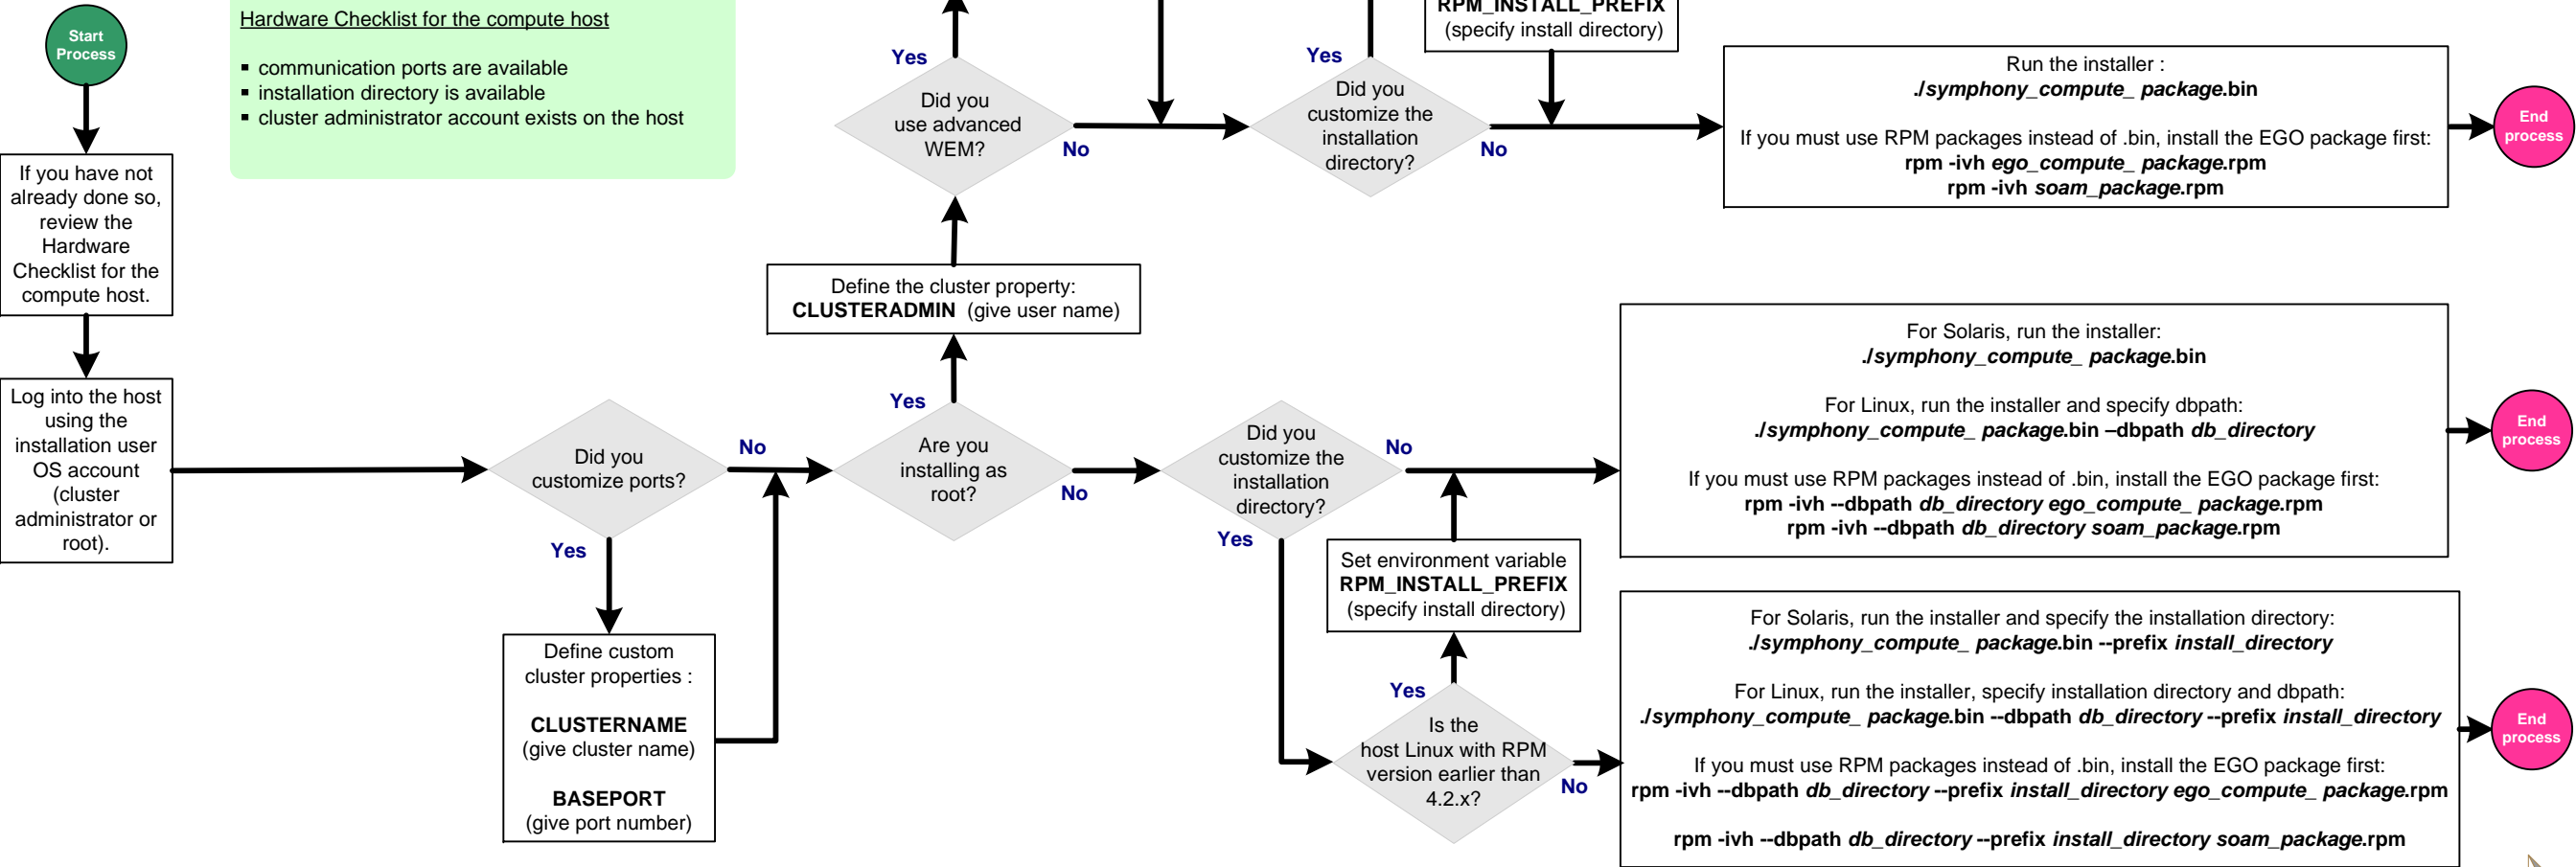 Start
Process
Hardware Checklist for the compute host
▪ communication ports are available
▪ installation directory is available
▪ cluster administrator account exists on the host
If you have not
already done so,
review the
Hardware
Checklist for the
compute host.
Log into the host
using the
installation user
OS account
(cluster
administrator or
root).
Did you
customize ports?
No
Yes
Define custom
cluster properties :
CLUSTERNAME
(give cluster name)
BASEPORT
(give port number)
Are you
installing as
root?
Yes
No
Define the cluster property:
CLUSTERADMIN (give user name)
Did you
use advanced
WEM?
Yes
No
Did you
customize the
installation
directory?
Yes
No
RPM_INSTALL_PREFIX
(specify install directory)
Run the installer :
./symphony_compute_ package.bin
If you must use RPM packages instead of .bin, install the EGO package first:
rpm -ivh ego_compute_ package.rpm
rpm -ivh soam_package.rpm
End
process
Did you
customize the
installation
directory?
No
Yes
Set environment variable
RPM_INSTALL_PREFIX
(specify install directory)
Is the
host Linux with RPM
version earlier than
4.2.x?
Yes
No
For Solaris, run the installer:
./symphony_compute_ package.bin
For Linux, run the installer and specify dbpath:
./symphony_compute_ package.bin –dbpath db_directory
If you must use RPM packages instead of .bin, install the EGO package first:
rpm -ivh --dbpath db_directory ego_compute_ package.rpm
rpm -ivh --dbpath db_directory soam_package.rpm
End
process
For Solaris, run the installer and specify the installation directory:
./symphony_compute_ package.bin --prefix install_directory
For Linux, run the installer, specify installation directory and dbpath:
./symphony_compute_ package.bin --dbpath db_directory --prefix install_directory
If you must use RPM packages instead of .bin, install the EGO package first:
rpm -ivh --dbpath db_directory --prefix install_directory ego_compute_ package.rpm
rpm -ivh --dbpath db_directory --prefix install_directory soam_package.rpm
End
process